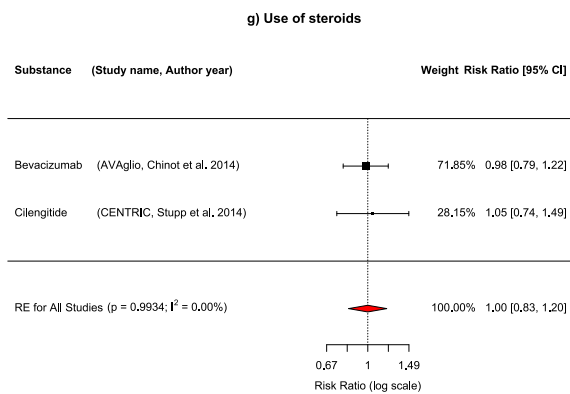 g) Use of steroids
Substance (Study name, Author year) Weight Risk Ratio [95% CI]
Bevacizumab (AVAglio, Chinot et al. 2014) 71.85% 0.98 [0.79, 1.22]
Cilengitide (CENTRIC, Stupp et al. 2014) 28.15% 1.05 [0.74, 1.49]
RE for All Studies (p = 0.9934; I² = 0.00%) 100.00% 1.00 [0.83, 1.20]
0.67 1 1.49
Risk Ratio (log scale)